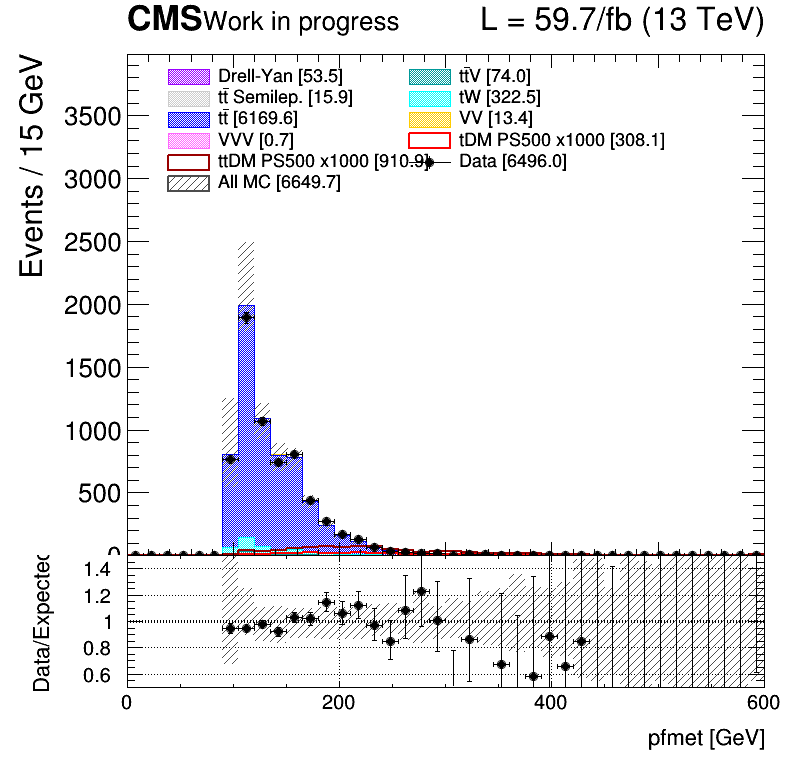 CMS Work in progress L = 59.7/fb (13 TeV)
Drell-Yan [53.5] tt̄V [74.0]
tt̄ Semilep. [15.9] tW [322.5]
tt̄ [6169.6] VV [13.4]
VVV [0.7] tDM PS500 x1000 [308.1]
ttDM PS500 x1000 [910.9] Data [6496.0]
All MC [6649.7]
Events / 15 GeV
3500
3000
2500
2000
1500
1000
500
0
Data/Expected
1.4
1.2
1
0.8
0.6
0 200 400 600
pfmet [GeV]